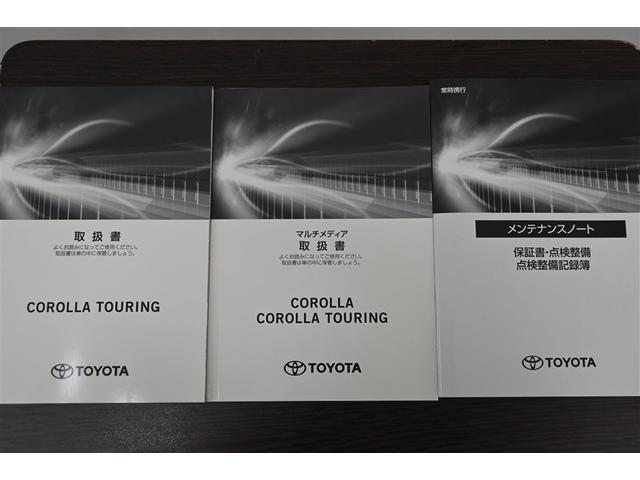 取扱書
よくお読みになってご使用ください。
取扱書は車の中に保管しましょう。
COROLLA TOURING
TOYOTA
マルチメディア
取扱書
よくお読みになってご使用ください。
取扱書は車の中に保管しましょう。
COROLLA
COROLLA TOURING
TOYOTA
常時携行
メンテナンスノート
保証書・点検整備
点検整備記録簿
TOYOTA